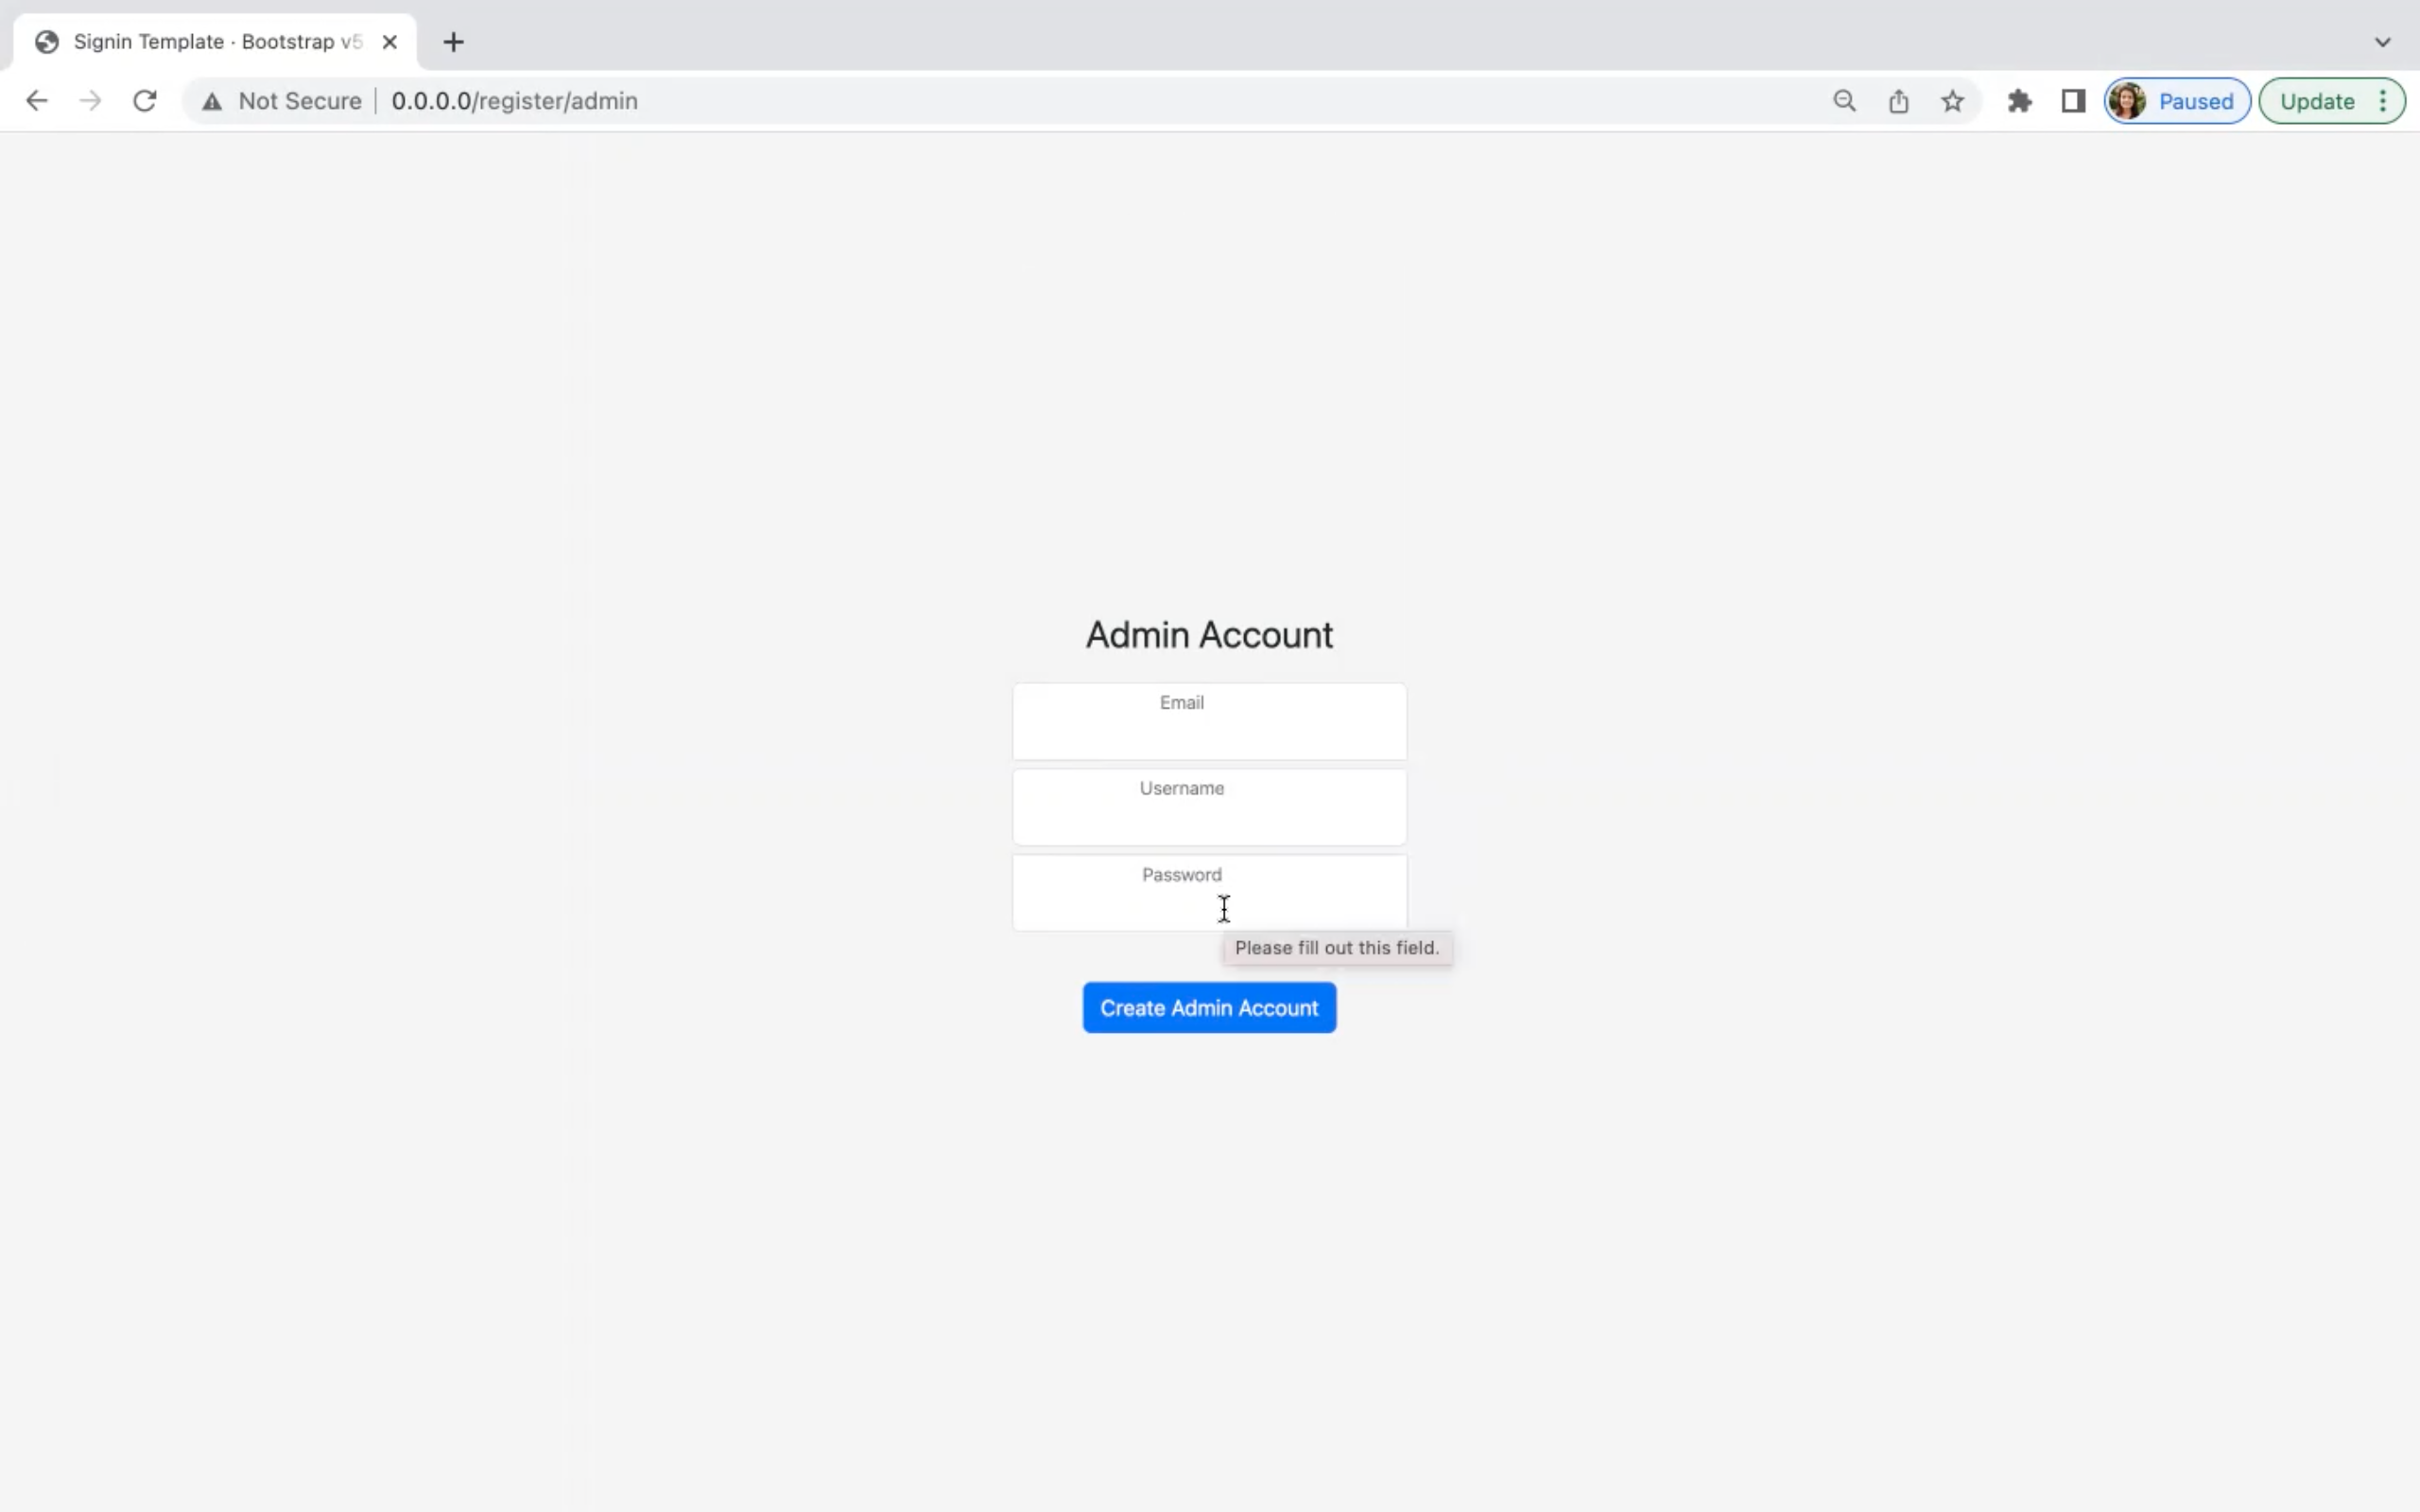 Signin Template · Bootstrap v5
Not Secure
0.0.0.0/register/admin
Paused
Update
Admin Account
Email
Username
Password
Please fill out this field.
Create Admin Account